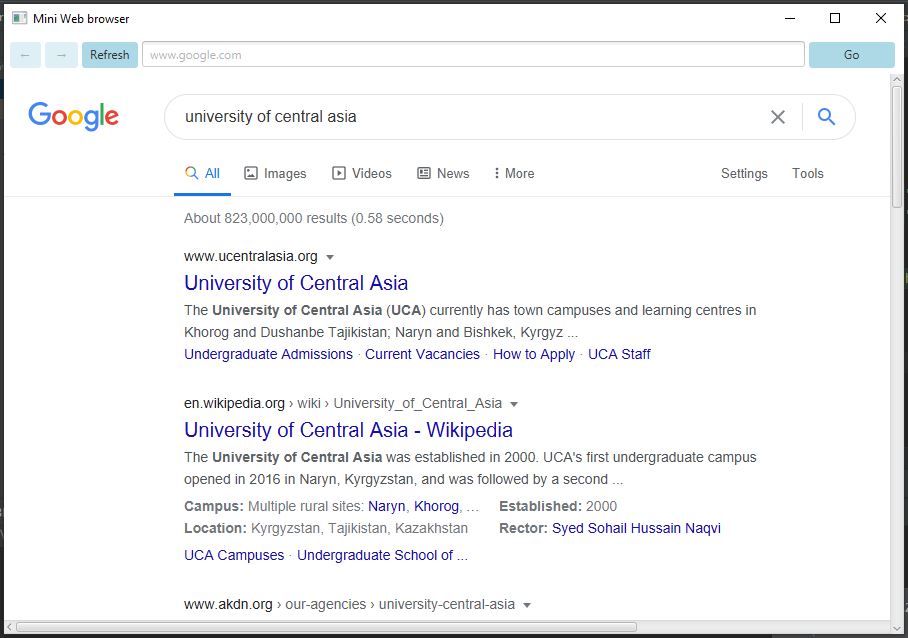 Mini Web browser
← → Refresh www.google.com Go
Google university of central asia
All Images Videos News More Settings Tools
About 823,000,000 results (0.58 seconds)
www.ucentralasia.org
University of Central Asia
The University of Central Asia (UCA) currently has town campuses and learning centres in
Khorog and Dushanbe Tajikistan; Naryn and Bishkek, Kyrgyz ...
Undergraduate Admissions · Current Vacancies · How to Apply · UCA Staff
en.wikipedia.org › wiki › University_of_Central_Asia
University of Central Asia - Wikipedia
The University of Central Asia was established in 2000. UCA's first undergraduate campus
opened in 2016 in Naryn, Kyrgyzstan, and was followed by a second ...
Campus: Multiple rural sites: Naryn, Khorog, ... Established: 2000
Location: Kyrgyzstan, Tajikistan, Kazakhstan Rector: Syed Sohail Hussain Naqvi
UCA Campuses · Undergraduate School of ...
www.akdn.org › our-agencies › university-central-asia